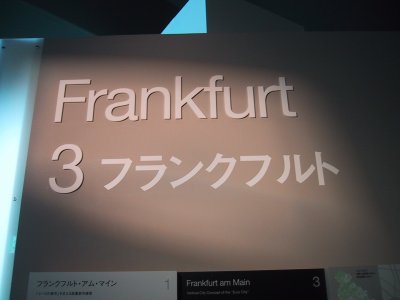 Frankfurt
3 フランクフルト
フランクフルト・アム・マイン 1
Frankfurt am Main 3